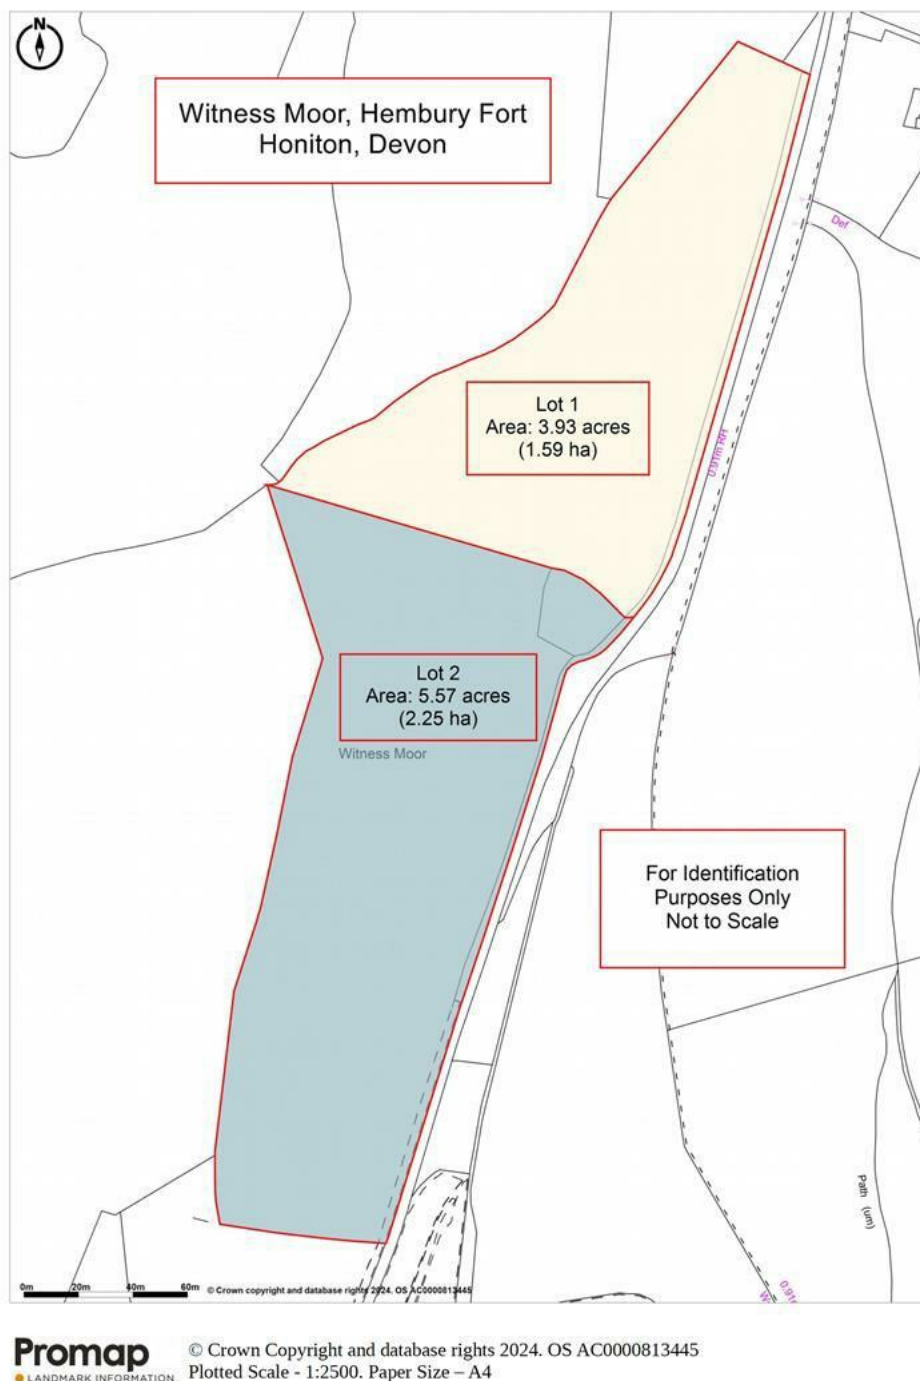 N
Witness Moor, Hembury Fort
Honiton, Devon
Def
Lot 1
Area: 3.93 acres
(1.59 ha)
0.91m RH
Lot 2
Area: 5.57 acres
(2.25 ha)
Witness Moor
For Identification
Purposes Only
Not to Scale
Path (um)
0m 20m 40m 60m
© Crown copyright and database rights 2024. OS AC0000813445
Promap
LANDMARK INFORMATION
© Crown Copyright and database rights 2024. OS AC0000813445
Plotted Scale - 1:2500. Paper Size – A4